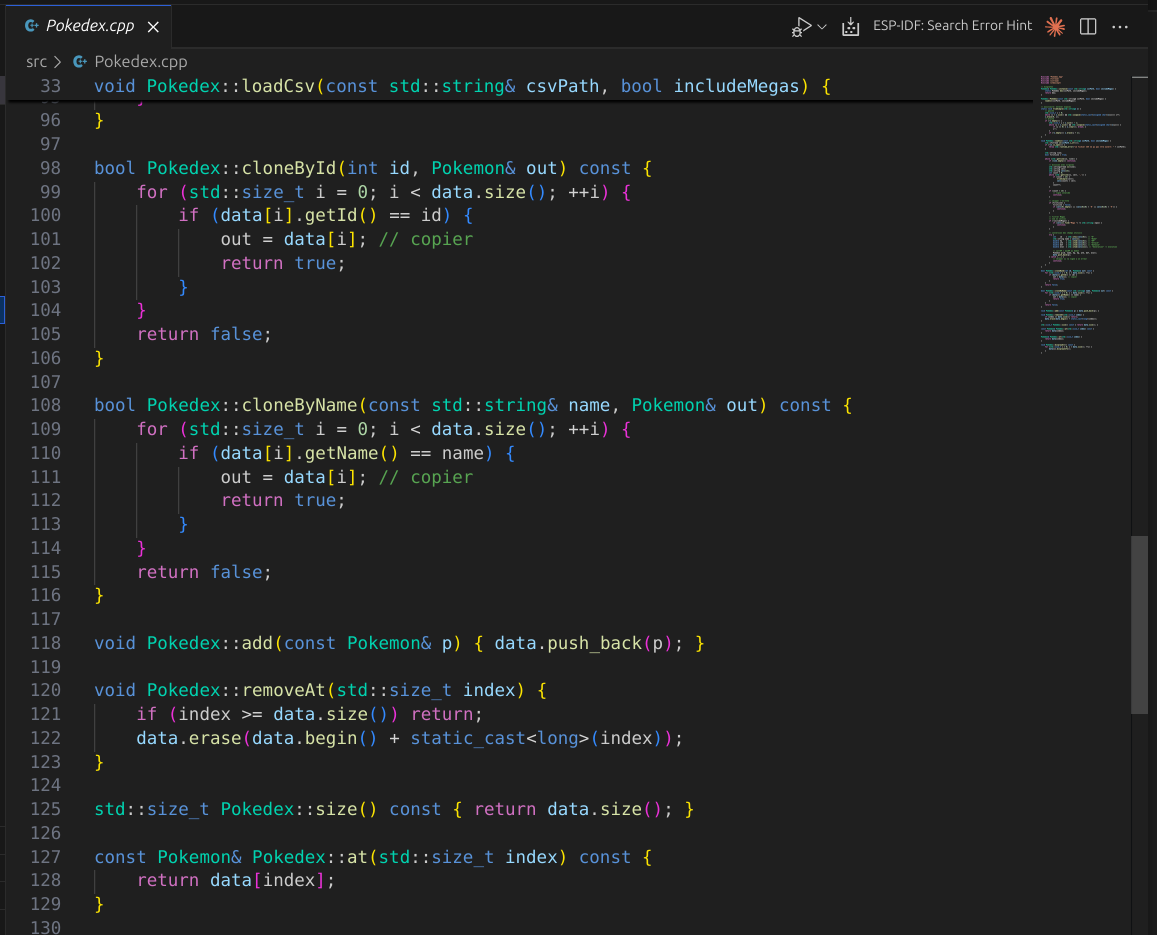 Pokedex.cpp
ESP-IDF: Search Error Hint
src > Pokedex.cpp
33 void Pokedex::loadCsv(const std::string& csvPath, bool includeMegas) {
96 }
97
98 bool Pokedex::cloneById(int id, Pokemon& out) const {
99     for (std::size_t i = 0; i < data.size(); ++i) {
100         if (data[i].getId() == id) {
101             out = data[i]; // copier
102             return true;
103         }
104     }
105     return false;
106 }
107
108 bool Pokedex::cloneByName(const std::string& name, Pokemon& out) const {
109     for (std::size_t i = 0; i < data.size(); ++i) {
110         if (data[i].getName() == name) {
111             out = data[i]; // copier
112             return true;
113         }
114     }
115     return false;
116 }
117
118 void Pokedex::add(const Pokemon& p) { data.push_back(p); }
119
120 void Pokedex::removeAt(std::size_t index) {
121     if (index >= data.size()) return;
122     data.erase(data.begin() + static_cast<long>(index));
123 }
124
125 std::size_t Pokedex::size() const { return data.size(); }
126
127 const Pokemon& Pokedex::at(std::size_t index) const {
128     return data[index];
129 }
130